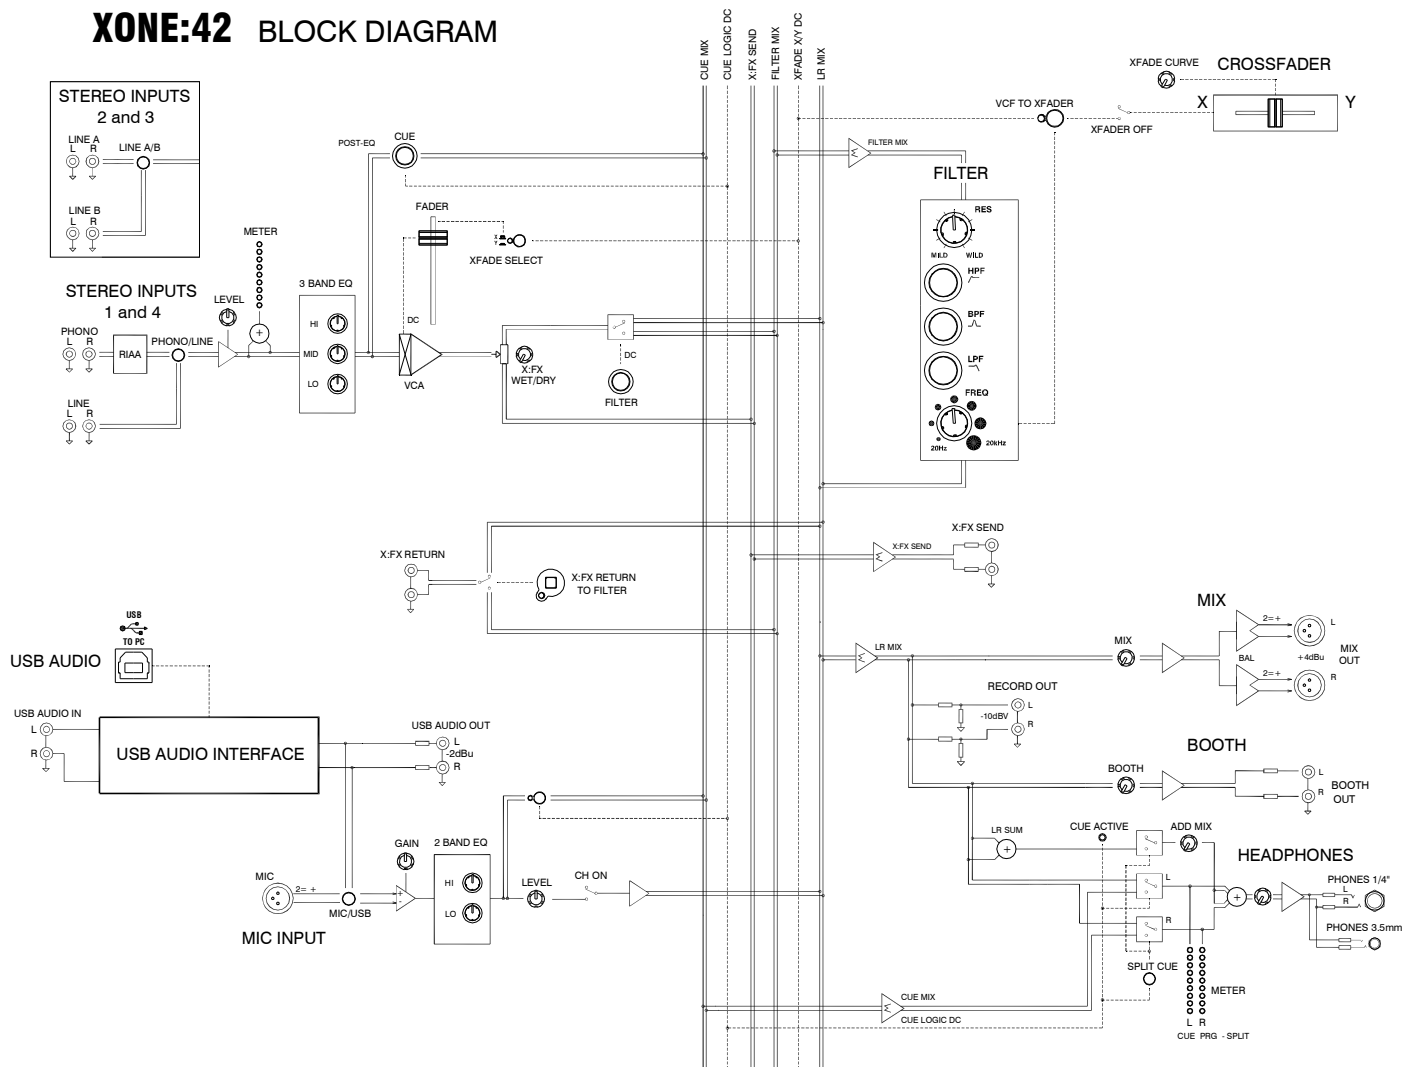 XONE:42 BLOCK DIAGRAM
CUE MIX
CUE LOGIC DC
X:FX SEND
FILTER MIX
XFADE X/Y DC
LR MIX
STEREO INPUTS
2 and 3
LINE A
L R
LINE A/B
LINE B
L R
STEREO INPUTS
1 and 4
PHONO
L R
RIAA
PHONO/LINE
LINE
L R
METER
LEVEL
+
3 BAND EQ
HI
MID
LO
POST-EQ
CUE
FADER
X
Y
XFADE SELECT
DC
VCA
X:FX
WET/DRY
DC
FILTER
XFADE CURVE
CROSSFADER
X
Y
VCF TO XFADER
XFADER OFF
Σ
FILTER MIX
FILTER
RES
MILD WILD
HPF
BPF
LPF
FREQ
20Hz
20kHz
X:FX RETURN
X:FX RETURN
TO FILTER
Σ
X:FX SEND
X:FX SEND
USB
TO PC
USB AUDIO
USB AUDIO IN
L
R
USB AUDIO INTERFACE
USB AUDIO OUT
L
-2dBu
R
MIC
2= +
MIC/USB
MIC INPUT
GAIN
+
-
2 BAND EQ
HI
LO
LEVEL
CH ON
Σ
LR MIX
MIX
MIX
2=+
L
BAL
+4dBu
MIX
OUT
2=+
R
RECORD OUT
L
-10dBV
R
BOOTH
BOOTH
L
R
BOOTH
OUT
LR SUM
+
CUE ACTIVE
ADD MIX
HEADPHONES
L
R
+
PHONES 1/4"
L
R
PHONES 3.5mm
SPLIT CUE
METER
L R
CUE PRG - SPLIT
Σ
CUE MIX
CUE LOGIC DC